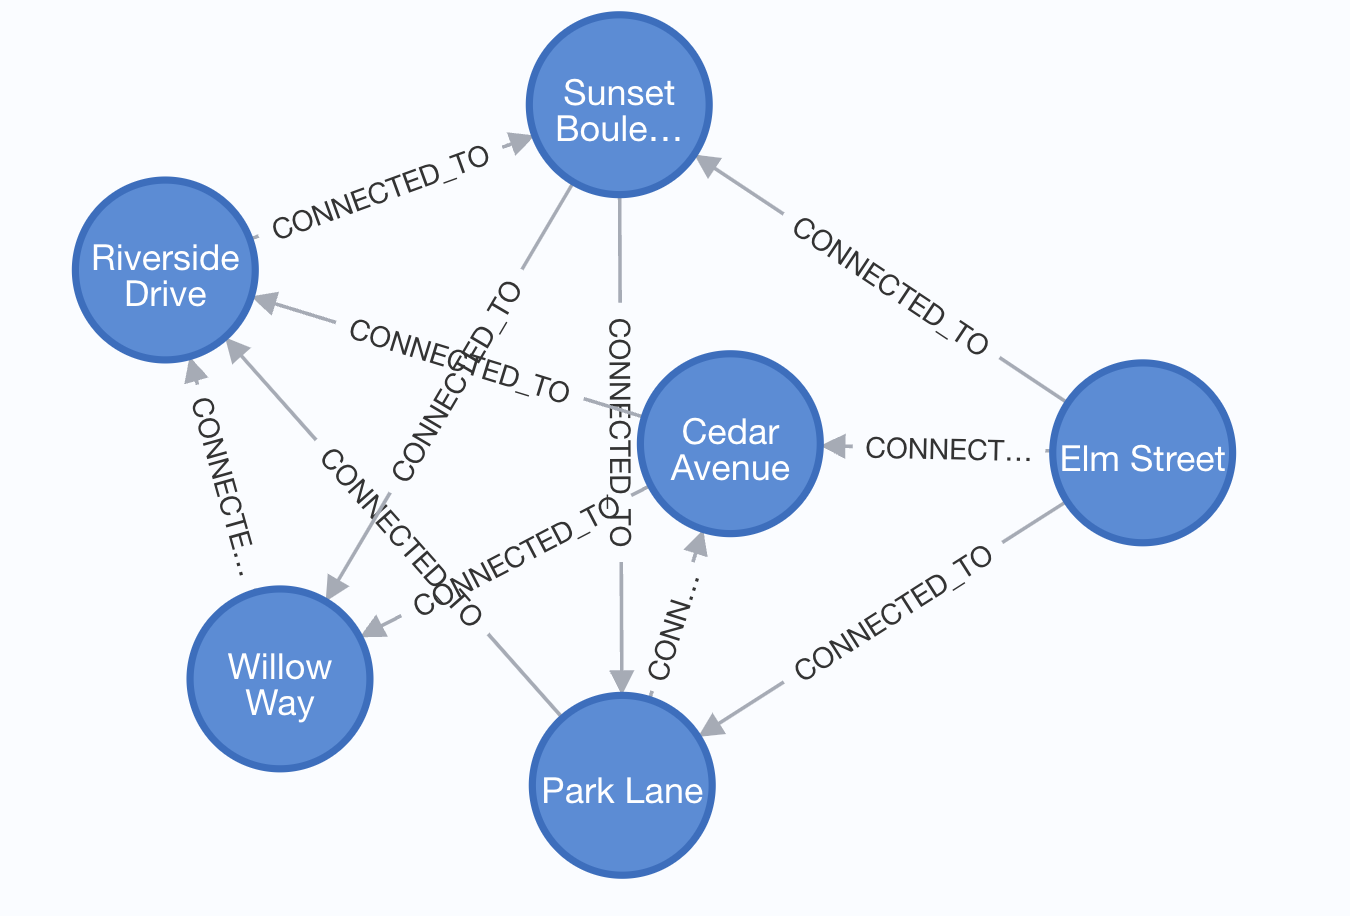 Sunset
Boule…
CONNECTED_TO
CONNECTED_TO
Riverside
Drive
CONNECTED_TO
CONNECTED_TO
CONNECTED_TO
Cedar
Avenue
CONNECT…
Elm Street
CONNECTE…
CONNECTED_TO
CONNECTED_TO
CONN…
CONNECTED_TO
Willow
Way
Park Lane